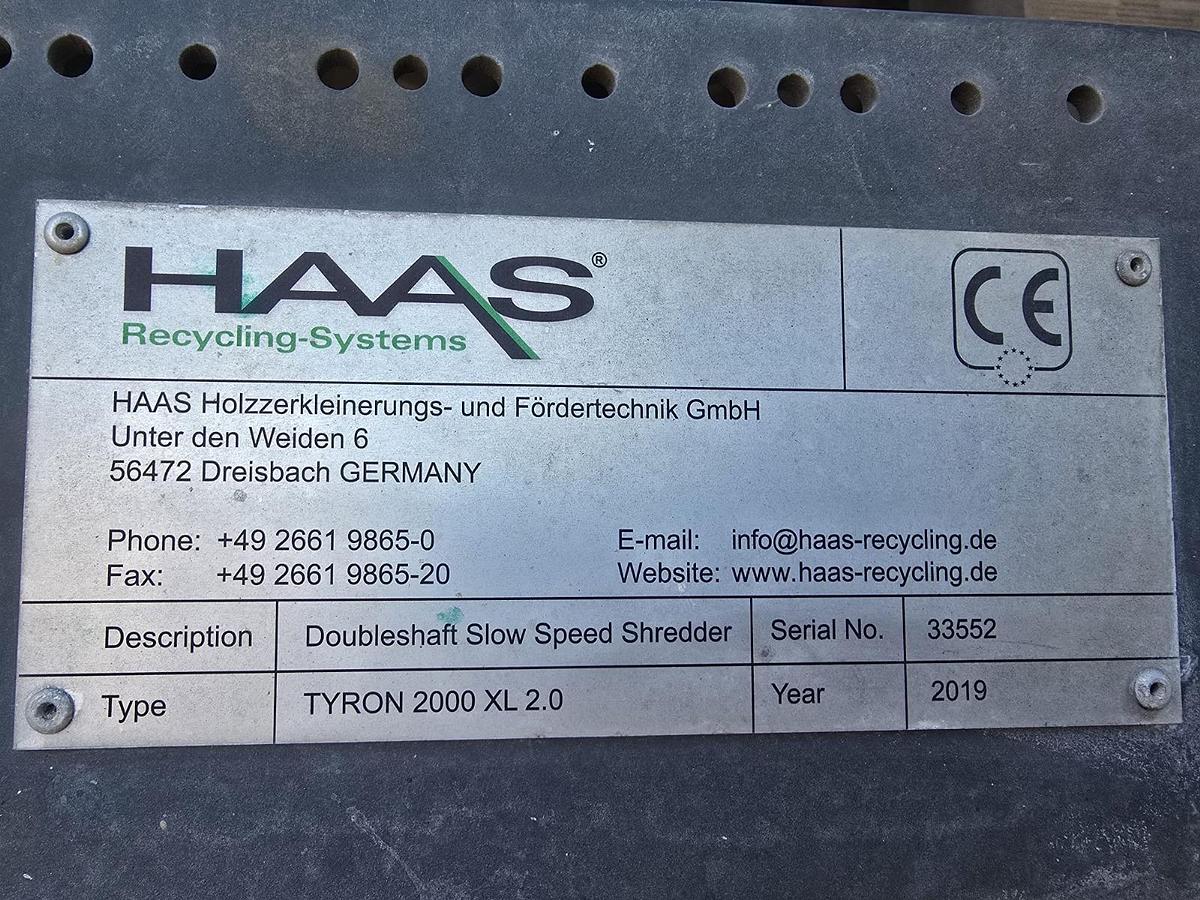 HAAS®
Recycling-Systems
CE
HAAS Holzzerkleinerungs- und Fördertechnik GmbH
Unter den Weiden 6
56472 Dreisbach GERMANY
Phone: +49 2661 9865-0 E-mail: info@haas-recycling.de
Fax: +49 2661 9865-20 Website: www.haas-recycling.de
Description Doubleshaft Slow Speed Shredder Serial No. 33552
Type TYRON 2000 XL 2.0 Year 2019